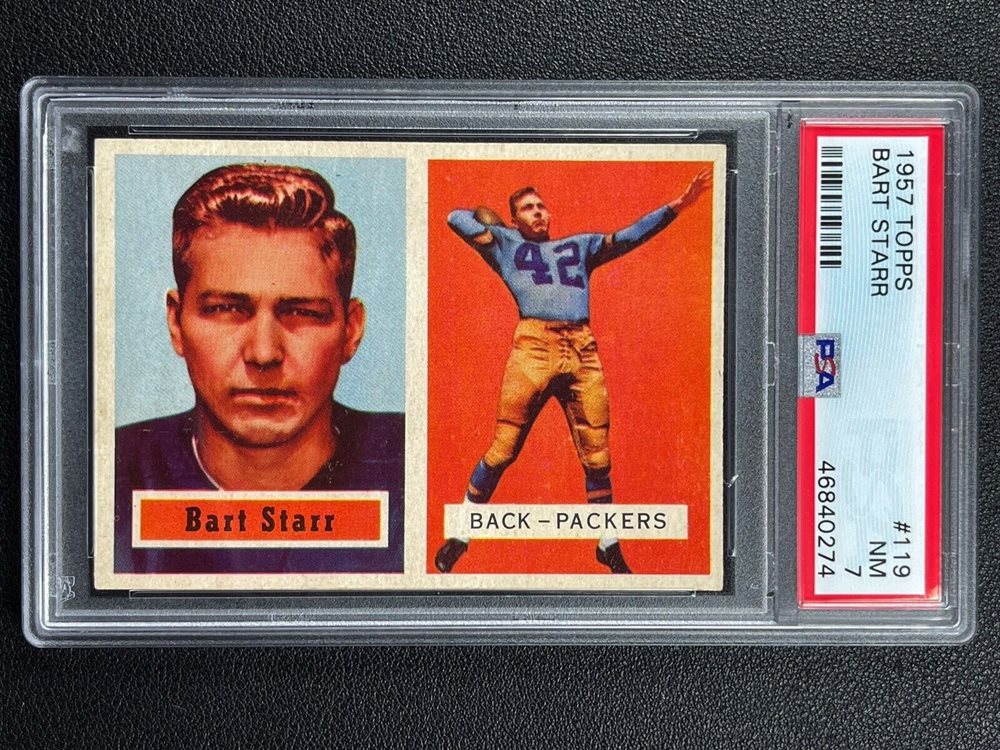 Bart Starr
42
BACK - PACKERS
1957 TOPPS
BART STARR
PSA
#119
NM
7
46840274